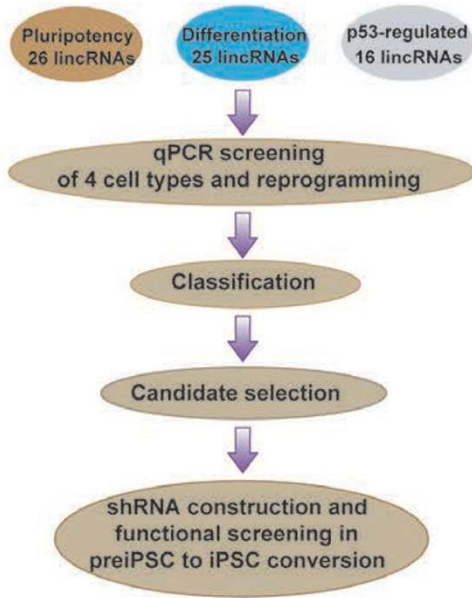 Pluripotency
26 lincRNAs
Differentiation
25 lincRNAs
p53-regulated
16 lincRNAs
qPCR screening
of 4 cell types and reprogramming
Classification
Candidate selection
shRNA construction and
functional screening in
preiPSC to iPSC conversion